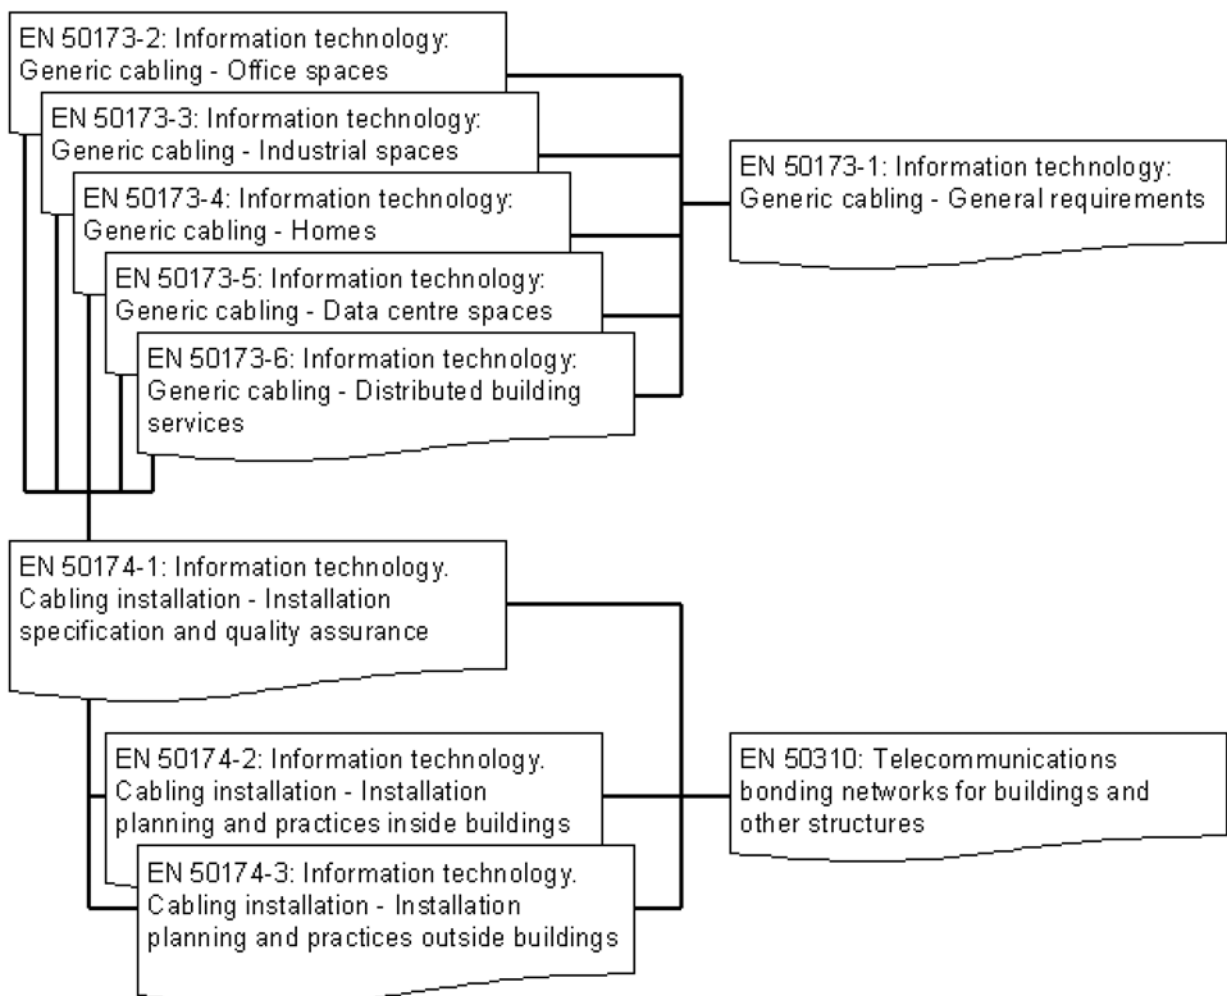 EN 50173-2: Information technology:
Generic cabling - Office spaces
EN 50173-3: Information technology:
Generic cabling - Industrial spaces
EN 50173-4: Information technology:
Generic cabling - Homes
EN 50173-5: Information technology:
Generic cabling - Data centre spaces
EN 50173-6: Information technology:
Generic cabling - Distributed building
services
EN 50173-1: Information technology:
Generic cabling - General requirements
EN 50174-1: Information technology.
Cabling installation - Installation
specification and quality assurance
EN 50174-2: Information technology.
Cabling installation - Installation
planning and practices inside buildings
EN 50174-3: Information technology.
Cabling installation - Installation
planning and practices outside buildings
EN 50310: Telecommunications
bonding networks for buildings and
other structures